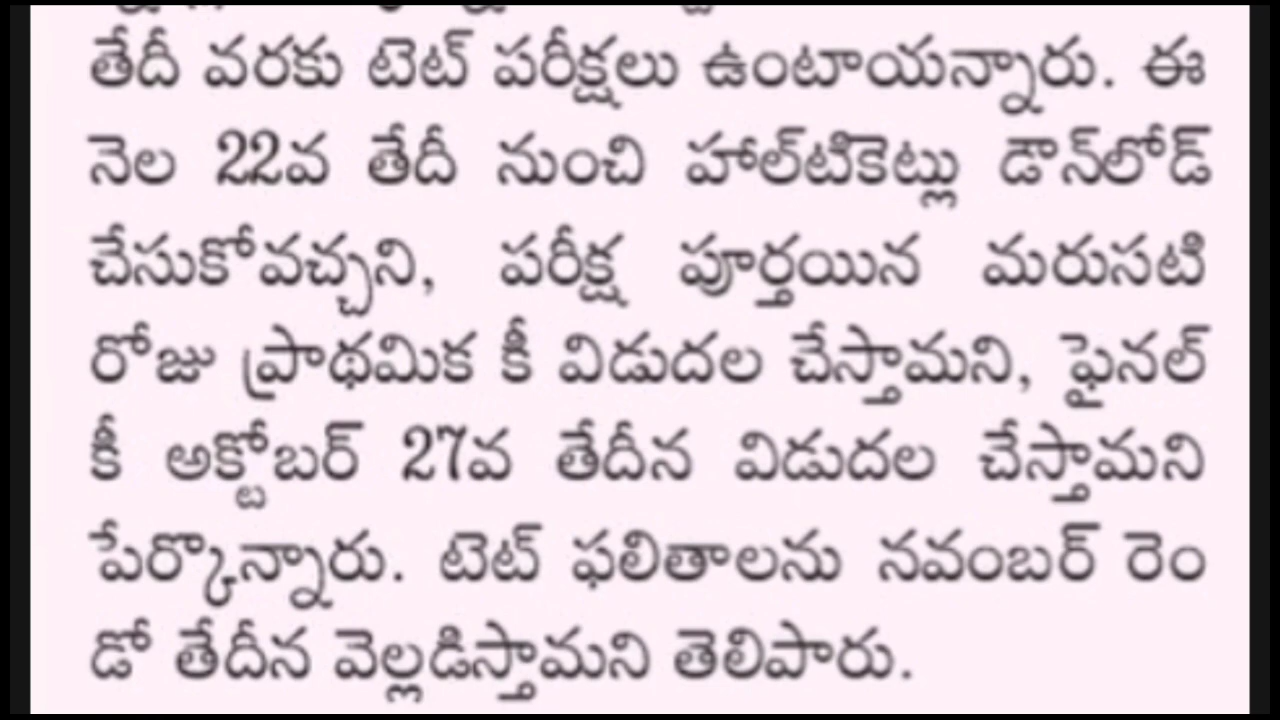 తేదీ వరకు టెట్ పరీక్షలు ఉంటాయన్నారు. ఈ
నెల 22వ తేదీ నుంచి హాల్‌టికెట్లు డౌన్‌లోడ్
చేసుకోవచ్చని, పరీక్ష పూర్తయిన మరుసటి
రోజు ప్రాథమిక కీ విడుదల చేస్తామని, ఫైనల్
కీ అక్టోబర్ 27వ తేదీన విడుదల చేస్తామని
పేర్కొన్నారు. టెట్ ఫలితాలను నవంబర్ రెం
డో తేదీన వెల్లడిస్తామని తెలిపారు.